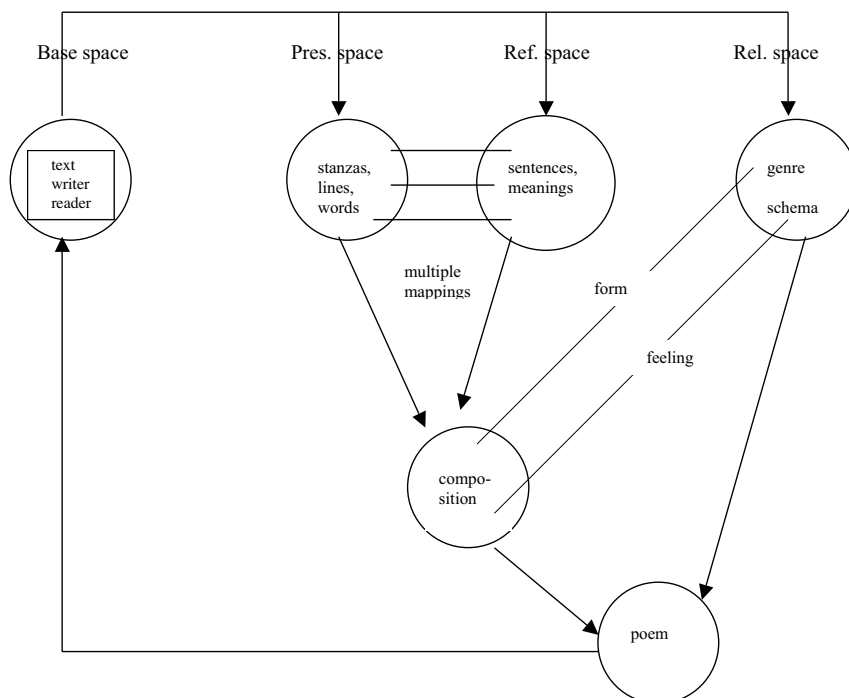 Base space
Pres. space
Ref. space
Rel. space
text
writer
reader
stanzas,
lines,
words
sentences,
meanings
genre
schema
multiple
mappings
form
feeling
compo-
sition
poem